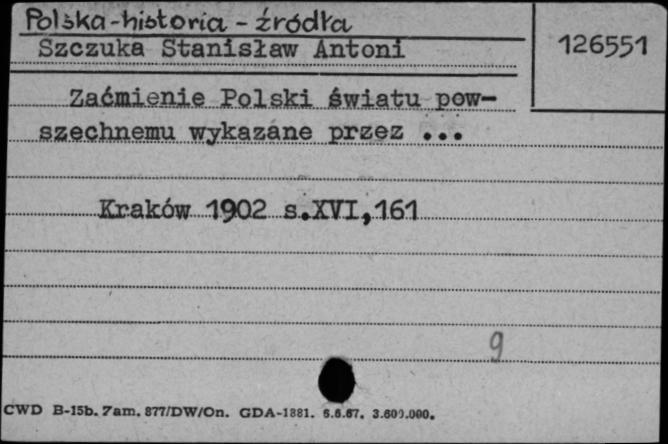 Polska-historia - źródła
126551
Szczuka Stanisław Antoni
Zaćmienie Polski światu pow-
szechnemu wykazane przez ...
Kraków 1902 s.XVI,161
9
CWD B-15b. Zam. 877/DW/On. GDA-1881. 6.6.67. 3.600.000.